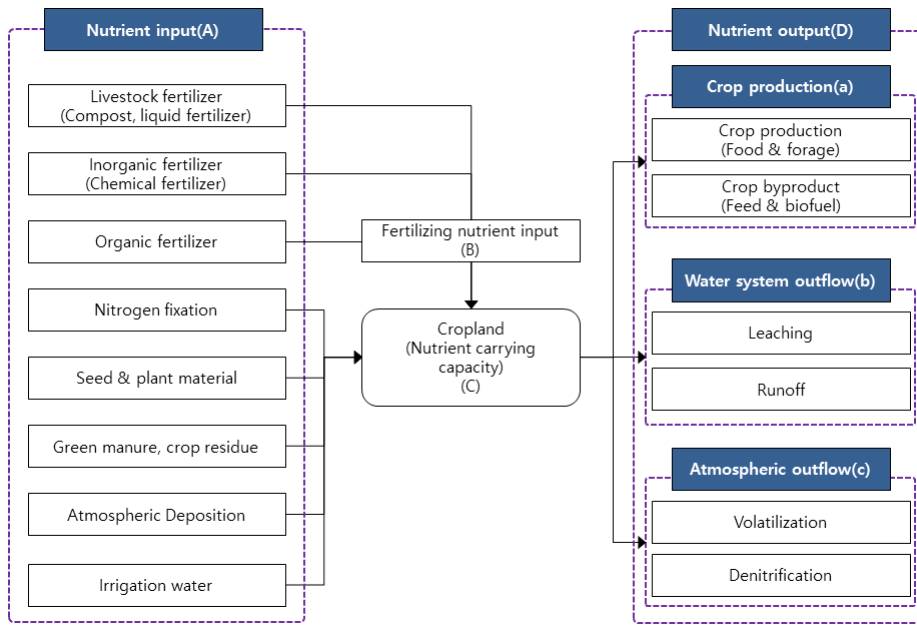 Nutrient input(A)
Livestock fertilizer
(Compost, liquid fertilizer)
Inorganic fertilizer
(Chemical fertilizer)
Organic fertilizer
Nitrogen fixation
Seed & plant material
Green manure, crop residue
Atmospheric Deposition
Irrigation water
Fertilizing nutrient input
(B)
Cropland
(Nutrient carrying
capacity)
(C)
Nutrient output(D)
Crop production(a)
Crop production
(Food & forage)
Crop byproduct
(Feed & biofuel)
Water system outflow(b)
Leaching
Runoff
Atmospheric outflow(c)
Volatilization
Denitrification